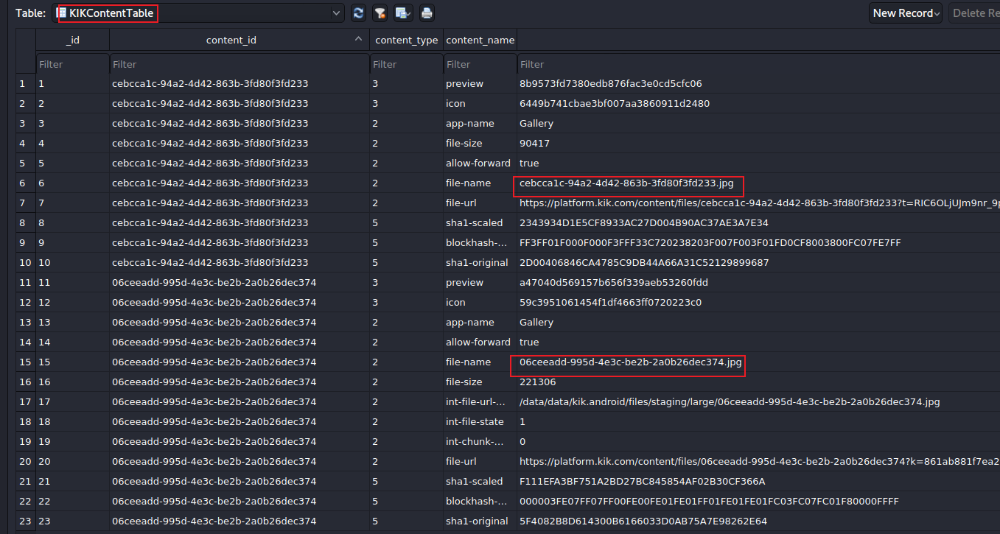 Table: KIKContentTable New Record Delete Re
_id content_id content_type content_name
Filter Filter Filter Filter Filter
1 1 cebcca1c-94a2-4d42-863b-3fd80f3fd233 3 preview 8b9573fd7380edb876fac3e0cd5cfc06
2 2 cebcca1c-94a2-4d42-863b-3fd80f3fd233 3 icon 6449b741cbae3bf007aa3860911d2480
3 3 cebcca1c-94a2-4d42-863b-3fd80f3fd233 2 app-name Gallery
4 4 cebcca1c-94a2-4d42-863b-3fd80f3fd233 2 file-size 90417
5 5 cebcca1c-94a2-4d42-863b-3fd80f3fd233 2 allow-forward true
6 6 cebcca1c-94a2-4d42-863b-3fd80f3fd233 2 file-name cebcca1c-94a2-4d42-863b-3fd80f3fd233.jpg
7 7 cebcca1c-94a2-4d42-863b-3fd80f3fd233 2 file-url https://platform.kik.com/content/files/cebcca1c-94a2-4d42-863b-3fd80f3fd233?t=RIC6OLjUJm9nr_9p
8 8 cebcca1c-94a2-4d42-863b-3fd80f3fd233 5 sha1-scaled 2343934D1E5CF8933AC27D004B90AC37AE3A7E34
9 9 cebcca1c-94a2-4d42-863b-3fd80f3fd233 5 blockhash-... FF3FF01F000F000F3FFF33C720238203F007F003F01FD0CF8003800FC07FE7FF
10 10 cebcca1c-94a2-4d42-863b-3fd80f3fd233 5 sha1-original 2D00406846CA4785C9DB44A66A31C52129899687
11 11 06ceeadd-995d-4e3c-be2b-2a0b26dec374 3 preview a47040d569157b656f339aeb53260fdd
12 12 06ceeadd-995d-4e3c-be2b-2a0b26dec374 3 icon 59c3951061454f1df4663ff0720223c0
13 13 06ceeadd-995d-4e3c-be2b-2a0b26dec374 2 app-name Gallery
14 14 06ceeadd-995d-4e3c-be2b-2a0b26dec374 2 allow-forward true
15 15 06ceeadd-995d-4e3c-be2b-2a0b26dec374 2 file-name 06ceeadd-995d-4e3c-be2b-2a0b26dec374.jpg
16 16 06ceeadd-995d-4e3c-be2b-2a0b26dec374 2 file-size 221306
17 17 06ceeadd-995d-4e3c-be2b-2a0b26dec374 2 int-file-url-... /data/data/kik.android/files/staging/large/06ceeadd-995d-4e3c-be2b-2a0b26dec374.jpg
18 18 06ceeadd-995d-4e3c-be2b-2a0b26dec374 2 int-file-state 1
19 19 06ceeadd-995d-4e3c-be2b-2a0b26dec374 2 int-chunk-... 0
20 20 06ceeadd-995d-4e3c-be2b-2a0b26dec374 2 file-url https://platform.kik.com/content/files/06ceeadd-995d-4e3c-be2b-2a0b26dec374?k=861ab881f7ea2
21 21 06ceeadd-995d-4e3c-be2b-2a0b26dec374 5 sha1-scaled F111EFA3BF751A2BD27BC845854AF02B30CF366A
22 22 06ceeadd-995d-4e3c-be2b-2a0b26dec374 5 blockhash-... 000003FE07FF07FF00FE00FE01FE01FF01FE01FE01FE01FC03FC07FC01F80000FFFF
23 23 06ceeadd-995d-4e3c-be2b-2a0b26dec374 5 sha1-original 5F4082B8D614300B6166033D0AB75A7E98262E64